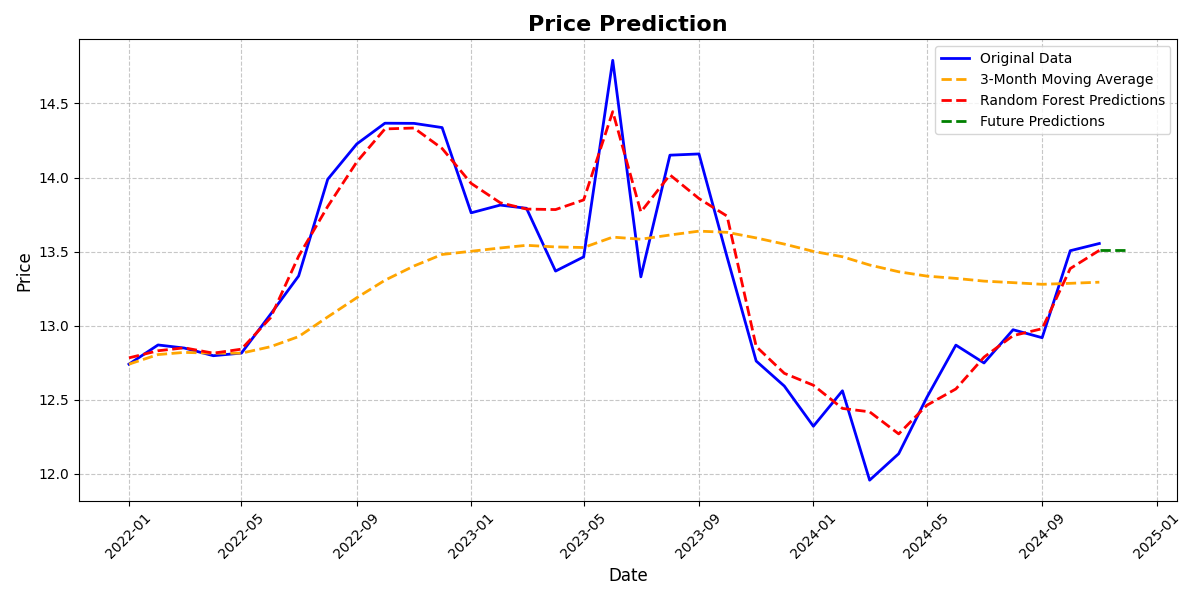 Price Prediction
Original Data
3-Month Moving Average
Random Forest Predictions
Future Predictions
Price
14.5
14.0
13.5
13.0
12.5
12.0
2022-01
2022-05
2022-09
2023-01
2023-05
2023-09
2024-01
2024-05
2024-09
2025-01
Date